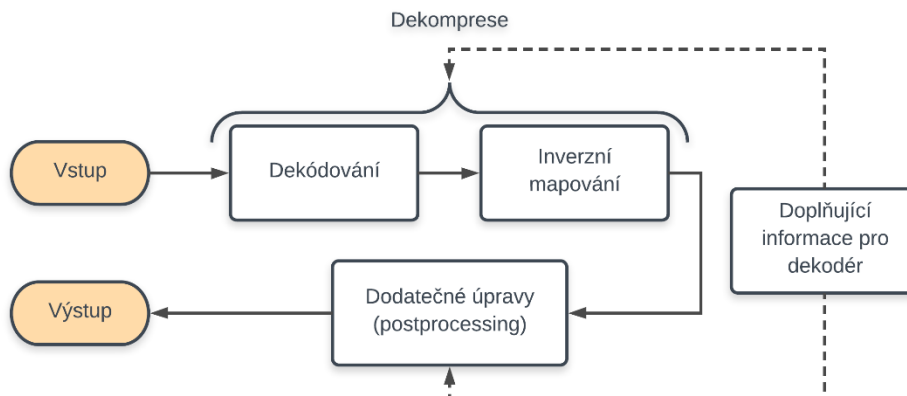 Dekomprese
Vstup
Dekódování
Inverzní
mapování
Doplňující
informace pro
dekodér
Výstup
Dodatečné úpravy
(postprocessing)